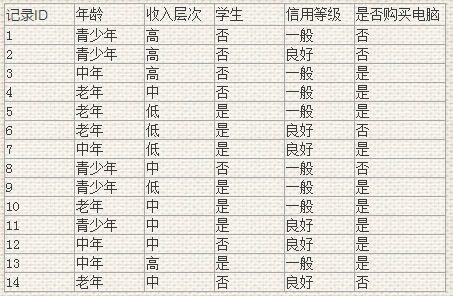 记录ID 年龄 收入层次 学生 信用等级 是否购买电脑
1 青少年 高 否 一般 否
2 青少年 高 否 良好 否
3 中年 高 否 一般 是
4 老年 中 否 一般 是
5 老年 低 是 一般 是
6 老年 低 是 良好 否
7 中年 低 是 良好 是
8 青少年 中 否 一般 否
9 青少年 低 是 一般 是
10 老年 中 是 一般 是
11 青少年 中 是 良好 是
12 中年 中 否 良好 是
13 中年 高 是 一般 是
14 老年 中 否 良好 否